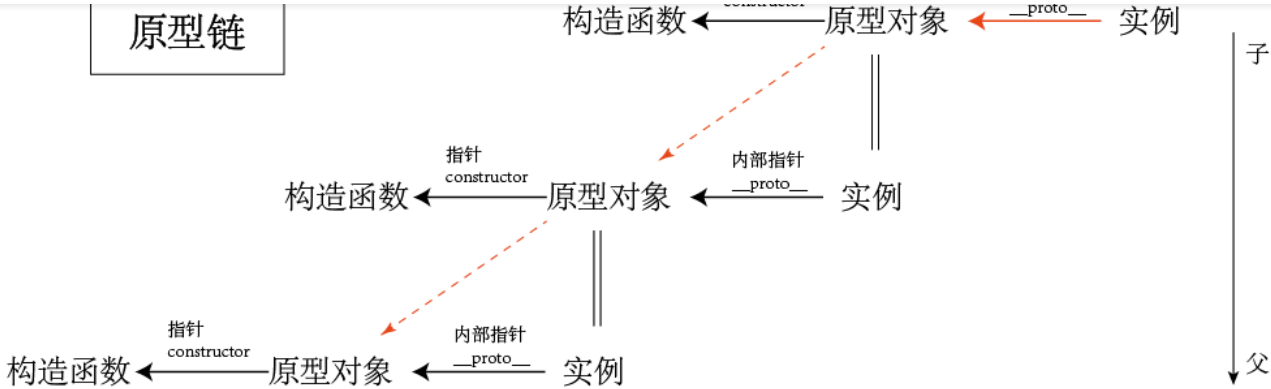 原型链
构造函数
constructor
原型对象
__proto__
实例
子
指针
constructor
内部指针
__proto__
构造函数
原型对象
实例
指针
constructor
内部指针
__proto__
构造函数
原型对象
实例
父